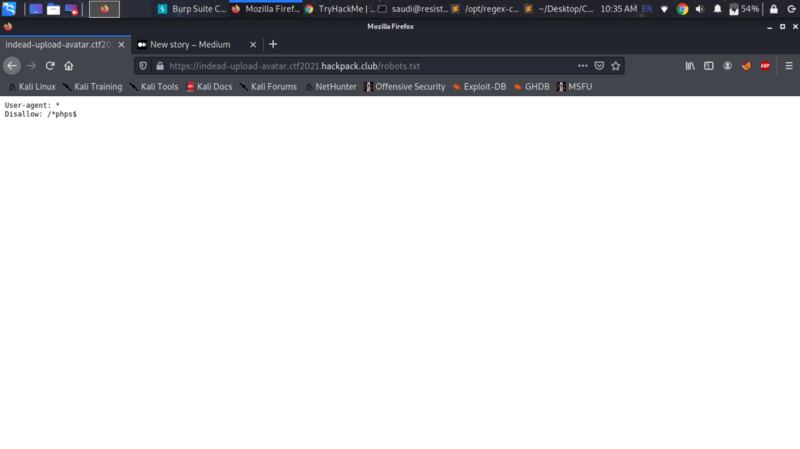 Burp Suite C...
Mozilla Firef...
TryHackMe | ...
saudi@resist...
/opt/regex-c...
~/Desktop/C...
10:35 AM
EN
54%
Mozilla Firefox
indead-upload-avatar.ctf20
New story – Medium
https://indead-upload-avatar.ctf2021.hackpack.club/robots.txt
Kali Linux
Kali Training
Kali Tools
Kali Docs
Kali Forums
NetHunter
Offensive Security
Exploit-DB
GHDB
MSFU
ABP
User-agent: *
Disallow: /*phps$